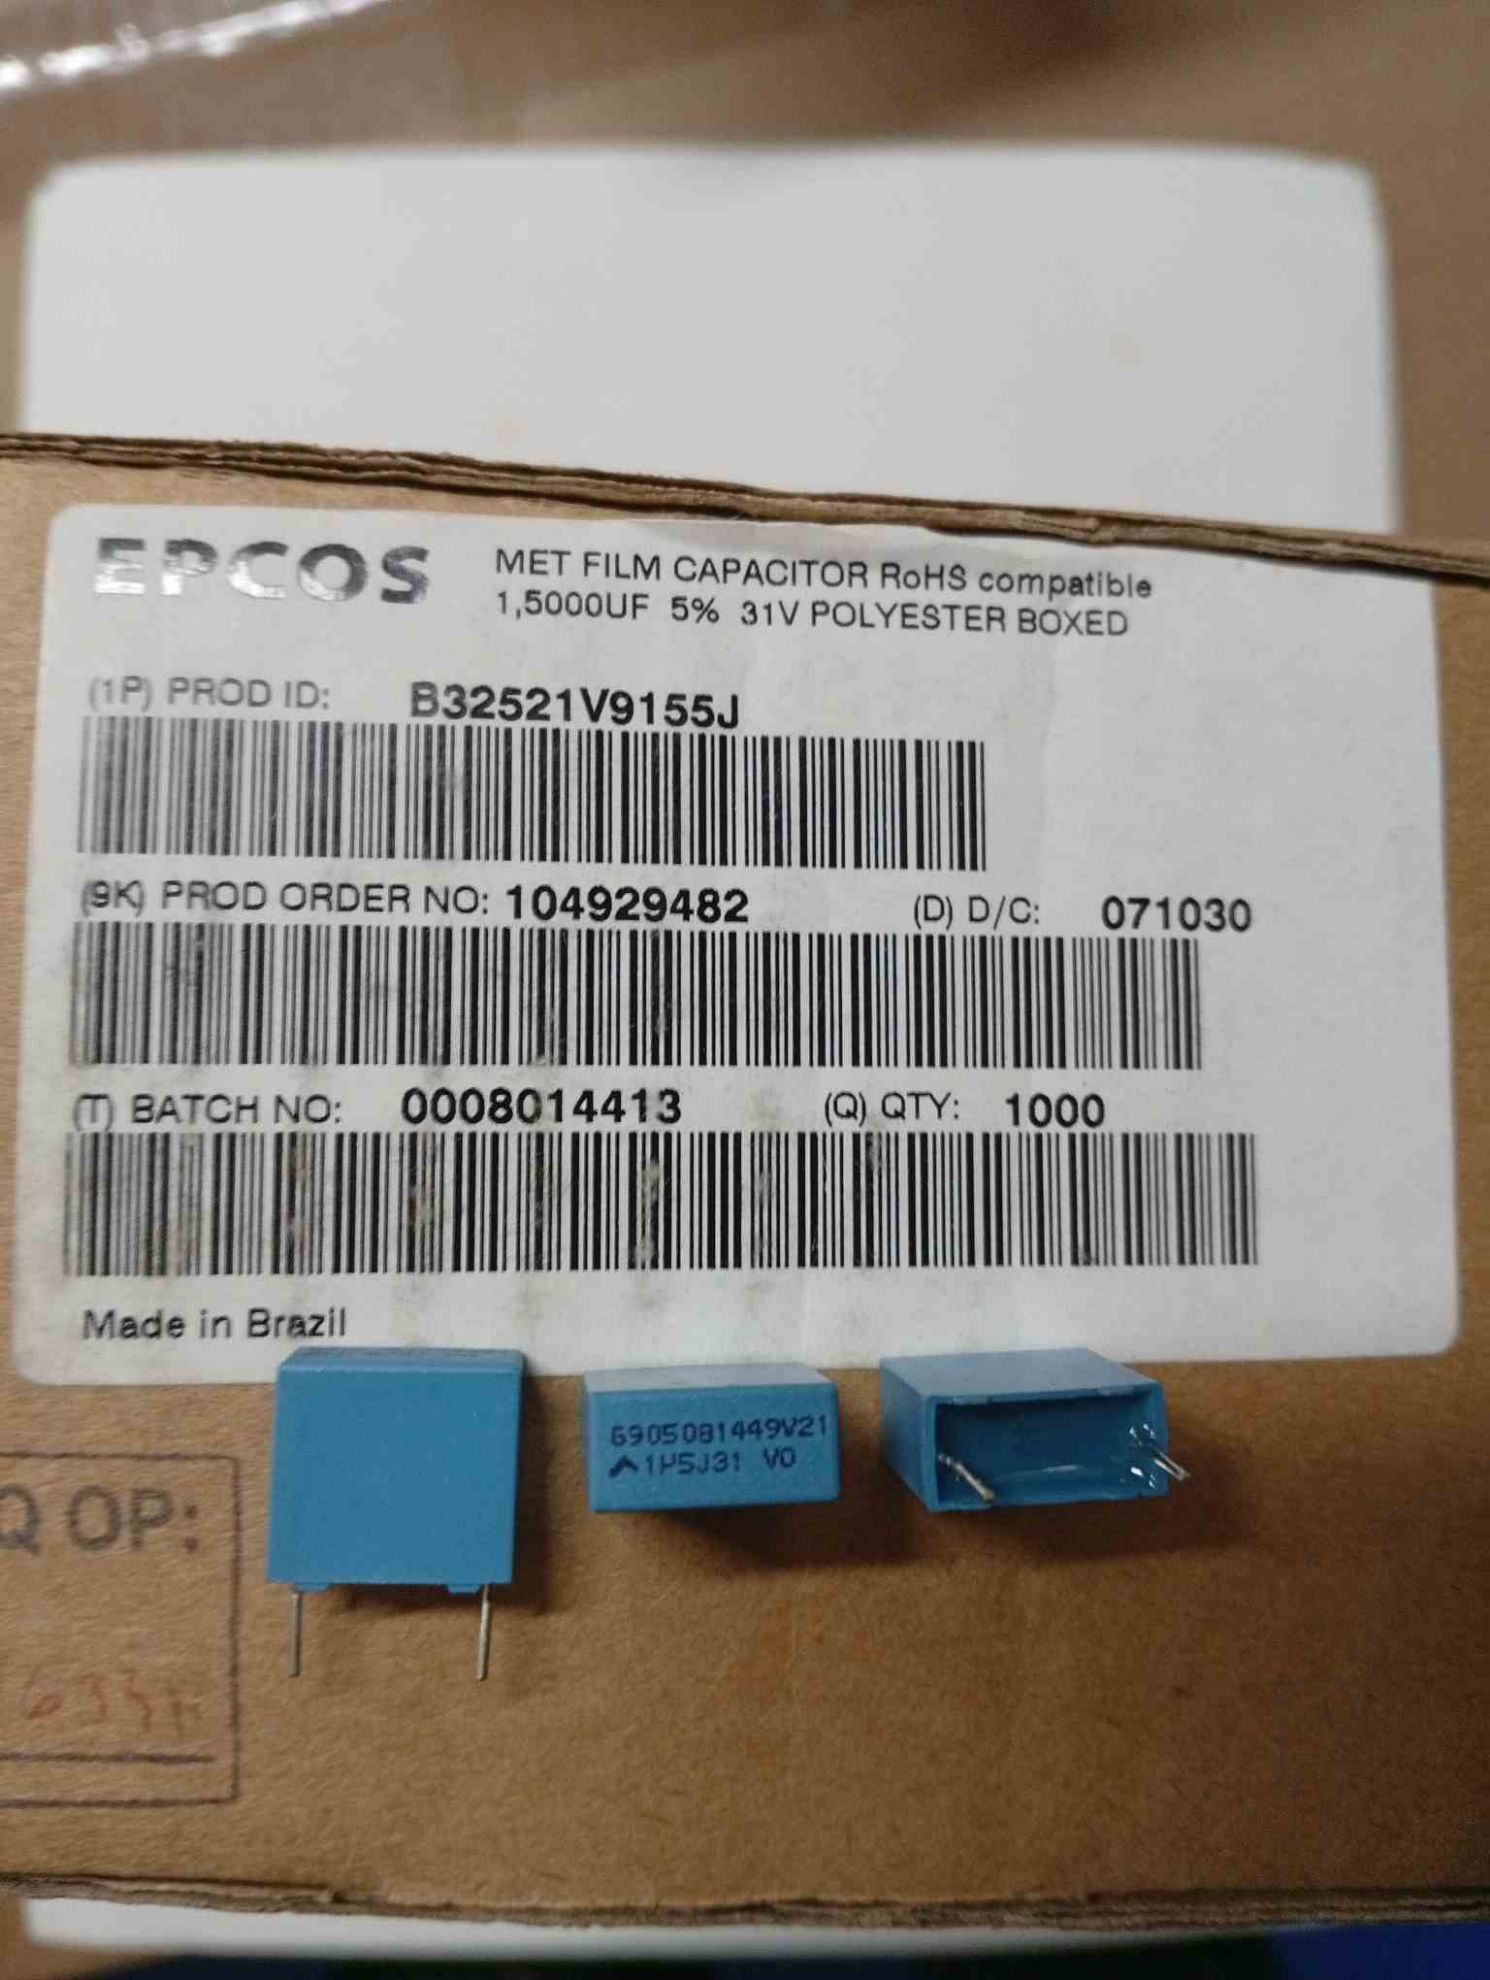 EPCOS
MET FILM CAPACITOR RoHS compatible
1,5000UF 5% 31V POLYESTER BOXED
(1P) PROD ID: B32521V9155J
(9K) PROD ORDER NO: 104929482 (D) D/C: 071030
(T) BATCH NO: 0008014413 (Q) QTY: 1000
Made in Brazil
6905081449V21
1µ5J31 V0
Q OP: